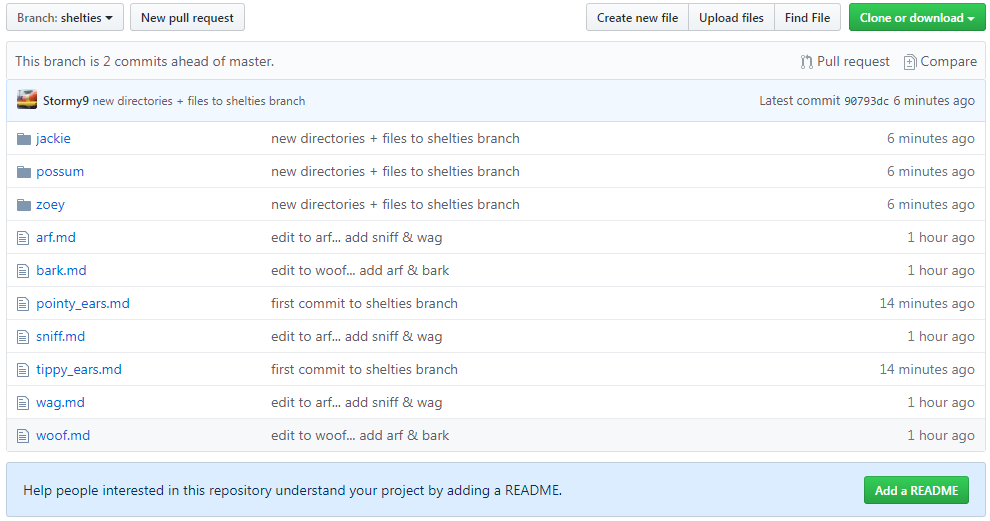 Branch: shelties New pull request Create new file Upload files Find File Clone or download
This branch is 2 commits ahead of master. Pull request Compare
Stormy9 new directories + files to shelties branch Latest commit 90793dc 6 minutes ago
jackie new directories + files to shelties branch 6 minutes ago
possum new directories + files to shelties branch 6 minutes ago
zoey new directories + files to shelties branch 6 minutes ago
arf.md edit to arf... add sniff & wag 1 hour ago
bark.md edit to woof... add arf & bark 1 hour ago
pointy_ears.md first commit to shelties branch 14 minutes ago
sniff.md edit to arf... add sniff & wag 1 hour ago
tippy_ears.md first commit to shelties branch 14 minutes ago
wag.md edit to arf... add sniff & wag 1 hour ago
woof.md edit to woof... add arf & bark 1 hour ago
Help people interested in this repository understand your project by adding a README. Add a README